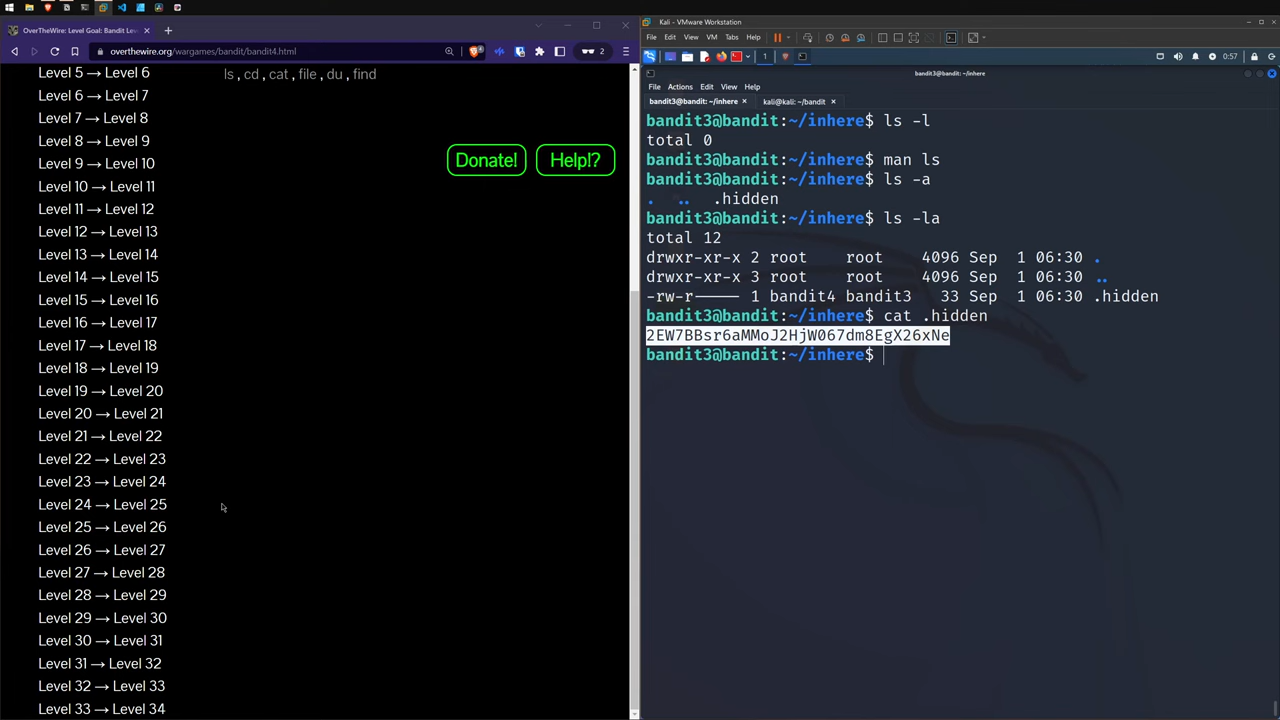 OverTheWire: Level Goal: Bandit Lev
overthewire.org/wargames/bandit/bandit4.html
2
Level 5 → Level 6
ls , cd , cat , file , du , find
Level 6 → Level 7
Level 7 → Level 8
Level 8 → Level 9
Level 9 → Level 10
Level 10 → Level 11
Level 11 → Level 12
Level 12 → Level 13
Level 13 → Level 14
Level 14 → Level 15
Level 15 → Level 16
Level 16 → Level 17
Level 17 → Level 18
Level 18 → Level 19
Level 19 → Level 20
Level 20 → Level 21
Level 21 → Level 22
Level 22 → Level 23
Level 23 → Level 24
Level 24 → Level 25
Level 25 → Level 26
Level 26 → Level 27
Level 27 → Level 28
Level 28 → Level 29
Level 29 → Level 30
Level 30 → Level 31
Level 31 → Level 32
Level 32 → Level 33
Level 33 → Level 34
Donate! Help!?
Kali - VMware Workstation
File Edit View VM Tabs Help
1
0:57
bandit3@bandit: ~/inhere
File Actions Edit View Help
bandit3@bandit: ~/inhere
kali@kali: ~/bandit
bandit3@bandit:~/inhere$ ls -l
total 0
bandit3@bandit:~/inhere$ man ls
bandit3@bandit:~/inhere$ ls -a
. .. .hidden
bandit3@bandit:~/inhere$ ls -la
total 12
drwxr-xr-x 2 root root 4096 Sep 1 06:30 .
drwxr-xr-x 3 root root 4096 Sep 1 06:30 ..
-rw-r----- 1 bandit4 bandit3 33 Sep 1 06:30 .hidden
bandit3@bandit:~/inhere$ cat .hidden
2EW7BBsr6aMMoJ2HjW067dm8EgX26xNe
bandit3@bandit:~/inhere$